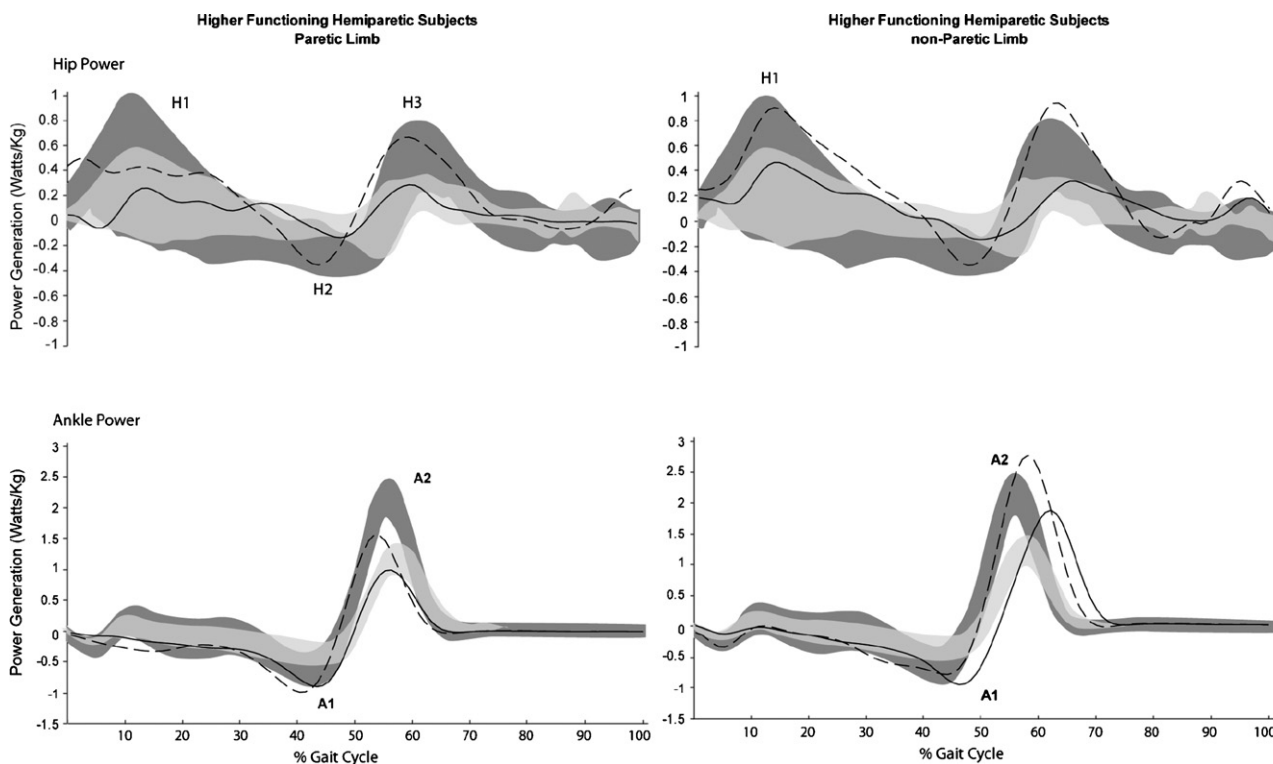 Higher Functioning Hemiparetic Subjects
Paretic Limb
Higher Functioning Hemiparetic Subjects
non-Paretic Limb
Hip Power
Power Generation (Watts/Kg)
1
0.8
0.6
0.4
0.2
0
-0.2
-0.4
0.6
-0.8
-1
H1
H2
H3
1
0.8
0.6
0.4
0.2
0
-0.2
-0.4
0.6
-0.8
-1
H1
Ankle Power
Power Generation (Watts/Kg)
3
2.5
2
1.5
1
0.5
0
-0.5
-1
-1.5
A2
A1
10 20 30 40 50 60 70 80 90 100
% Gait Cycle
3
2.5
2
1.5
1
0.5
0
-0.5
-1
-1.5
A2
A1
10 20 30 40 50 60 70 80 90 100
% Gait Cycle